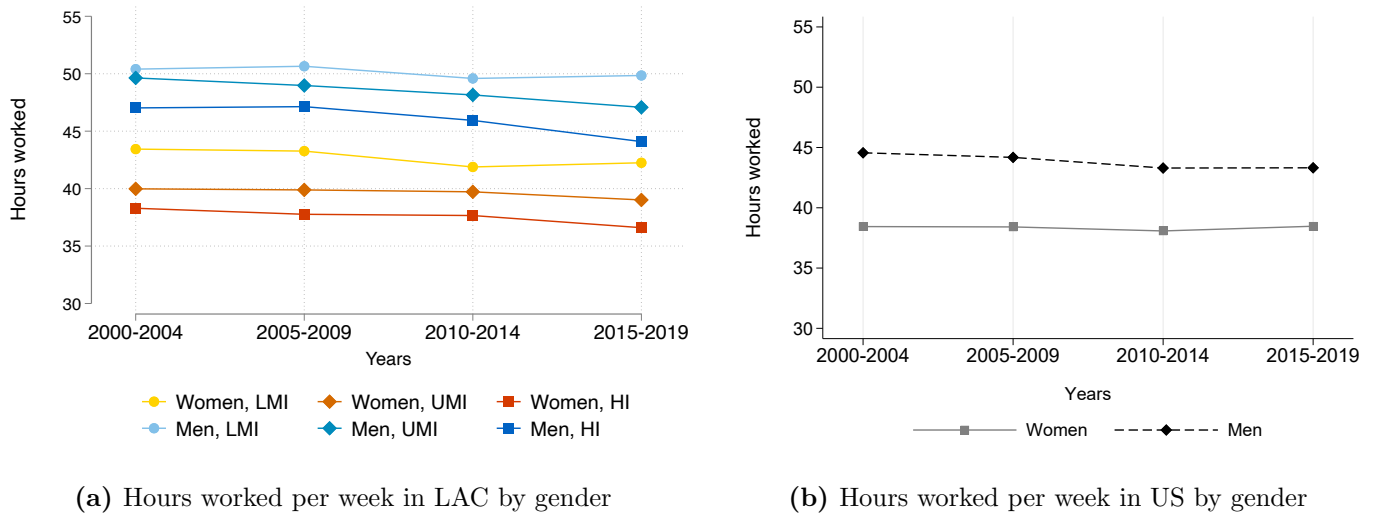 55
50
45
40
35
30
Hours worked
2000-2004 2005-2009 2010-2014 2015-2019
Years
Women, LMI Women, UMI Women, HI
Men, LMI Men, UMI Men, HI
(a) Hours worked per week in LAC by gender
55
50
45
40
35
30
Hours worked
2000-2004 2005-2009 2010-2014 2015-2019
Years
Women Men
(b) Hours worked per week in US by gender